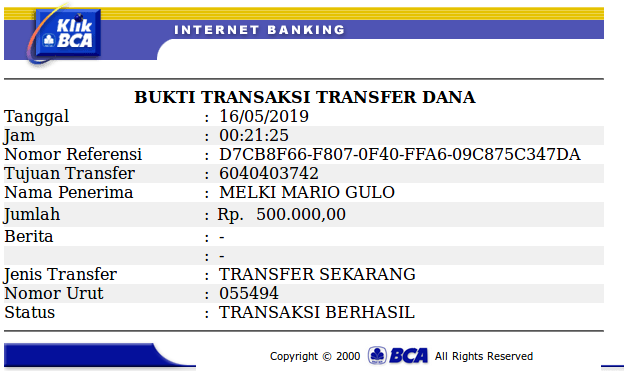 Klik
BCA
INTERNET BANKING
BUKTI TRANSAKSI TRANSFER DANA
Tanggal : 16/05/2019
Jam : 00:21:25
Nomor Referensi : D7CB8F66-F807-0F40-FFA6-09C875C347DA
Tujuan Transfer : 6040403742
Nama Penerima : MELKI MARIO GULO
Jumlah : Rp. 500.000,00
Berita : -
: -
Jenis Transfer : TRANSFER SEKARANG
Nomor Urut : 055494
Status : TRANSAKSI BERHASIL
Copyright © 2000 BCA All Rights Reserved